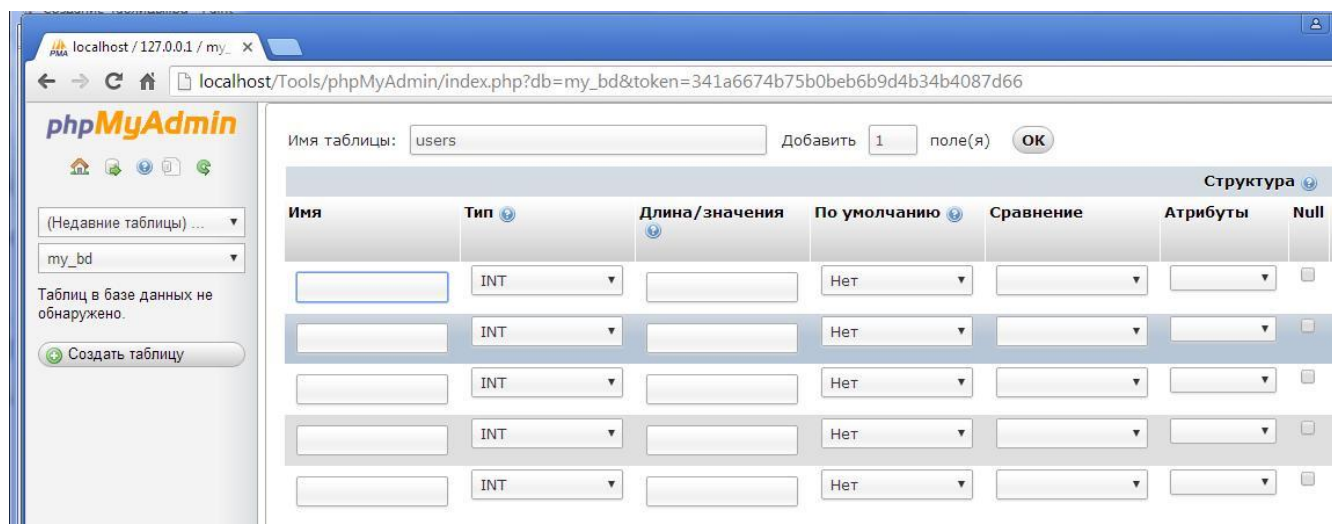 localhost / 127.0.0.1 / my_
localhost/Tools/phpMyAdmin/index.php?db=my_bd&token=341a6674b75b0beb6b9d4b34b4087d66
phpMyAdmin
(Недавние таблицы) ...
my_bd
Таблиц в базе данных не
обнаружено.
Создать таблицу
Имя таблицы: users Добавить 1 поле(я) OK
Структура
Имя Тип Длина/значения По умолчанию Сравнение Атрибуты Null
INT Нет
INT Нет
INT Нет
INT Нет
INT Нет